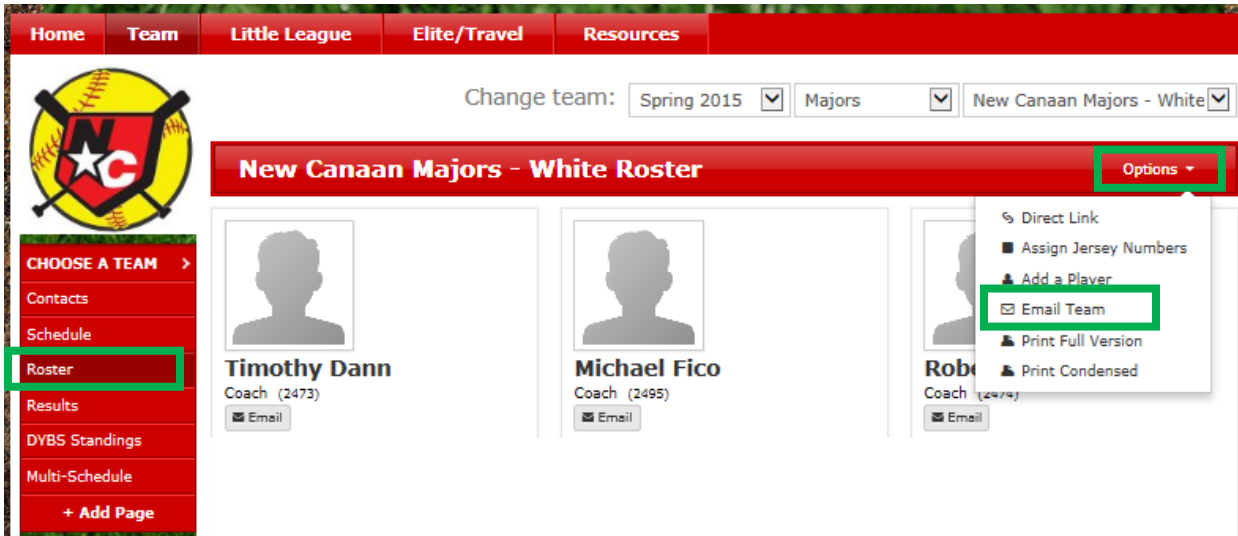 Home Team Little League Elite/Travel Resources
Change team: Spring 2015 Majors New Canaan Majors - White
NC
New Canaan Majors - White Roster Options
Direct Link
Assign Jersey Numbers
Add a Player
Email Team
Print Full Version
Print Condensed
CHOOSE A TEAM >
Contacts
Schedule
Roster
Results
DYBS Standings
Multi-Schedule
+ Add Page
Timothy Dann
Coach (2473)
Email
Michael Fico
Coach (2495)
Email
Coach (2474)
Email